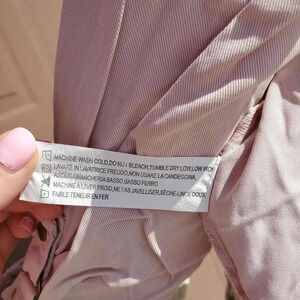 MACHINE WASH COLD,DO NOT BLEACH,TUMBLE DRY LOW,LOW IRON
LAVARE IN LAVATRICE FREDDO,NON USARE LA CANDEGGINA,
ASCIUGABIANCHERIA BASSO,BASSO FERRO
MACHINE À LAVER FROID,NE PAS JAVELLISER,SÈCHE-LINGE DOUX
FAIBLE TENEUR EN FER